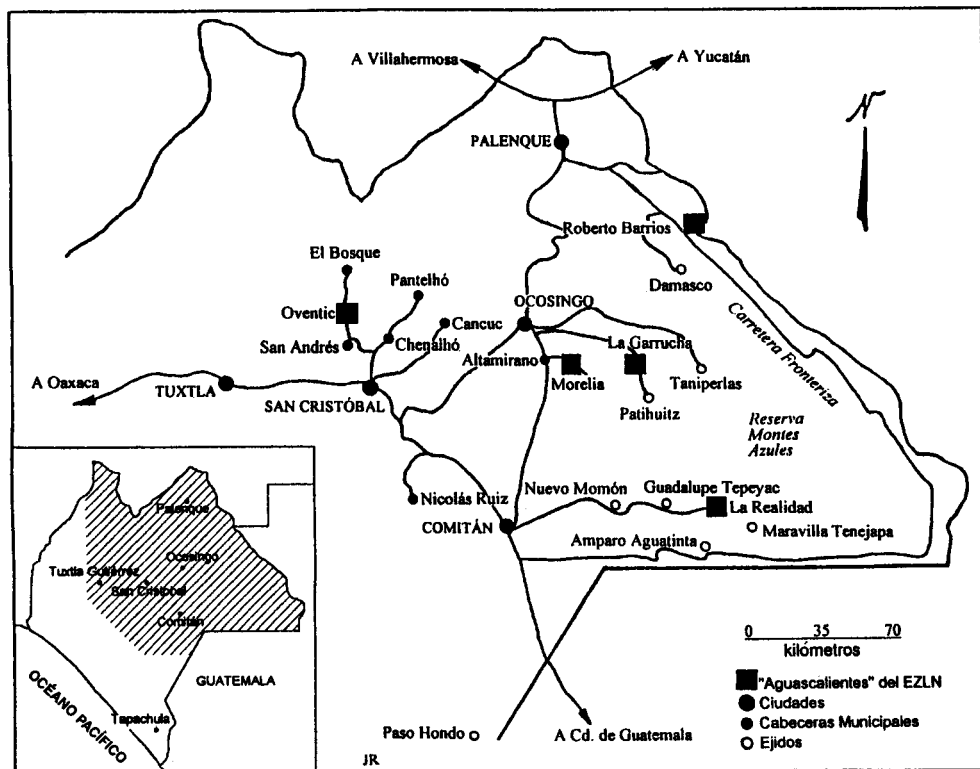 A Villahermosa
A Yucatán
N
PALENQUE
Roberto Barrios
El Bosque
Damasco
Pantelhó
Oventic
OCOSINGO
Cancuc
Carretera Fronteriza
San Andrés
Chenalhó
La Garrucha
Altamirano
A Oaxaca
TUXTLA
Morelia
Taniperlas
SAN CRISTÓBAL
Patihuitz
Reserva
Montes
Azules
Nicolás Ruiz
Nuevo Momón
Guadalupe Tepeyac
La Realidad
COMITÁN
Maravilla Tenejapa
Amparo Aguatinta
Palenque
Ocosingo
Tuxtla Gutiérrez
San Cristóbal
Comitán
GUATEMALA
OCÉANO PACÍFICO
Tapachula
0 35 70
kilómetros
"Aguascalientes" del EZLN
Ciudades
Cabeceras Municipales
Ejidos
Paso Hondo
A Cd. de Guatemala
JR